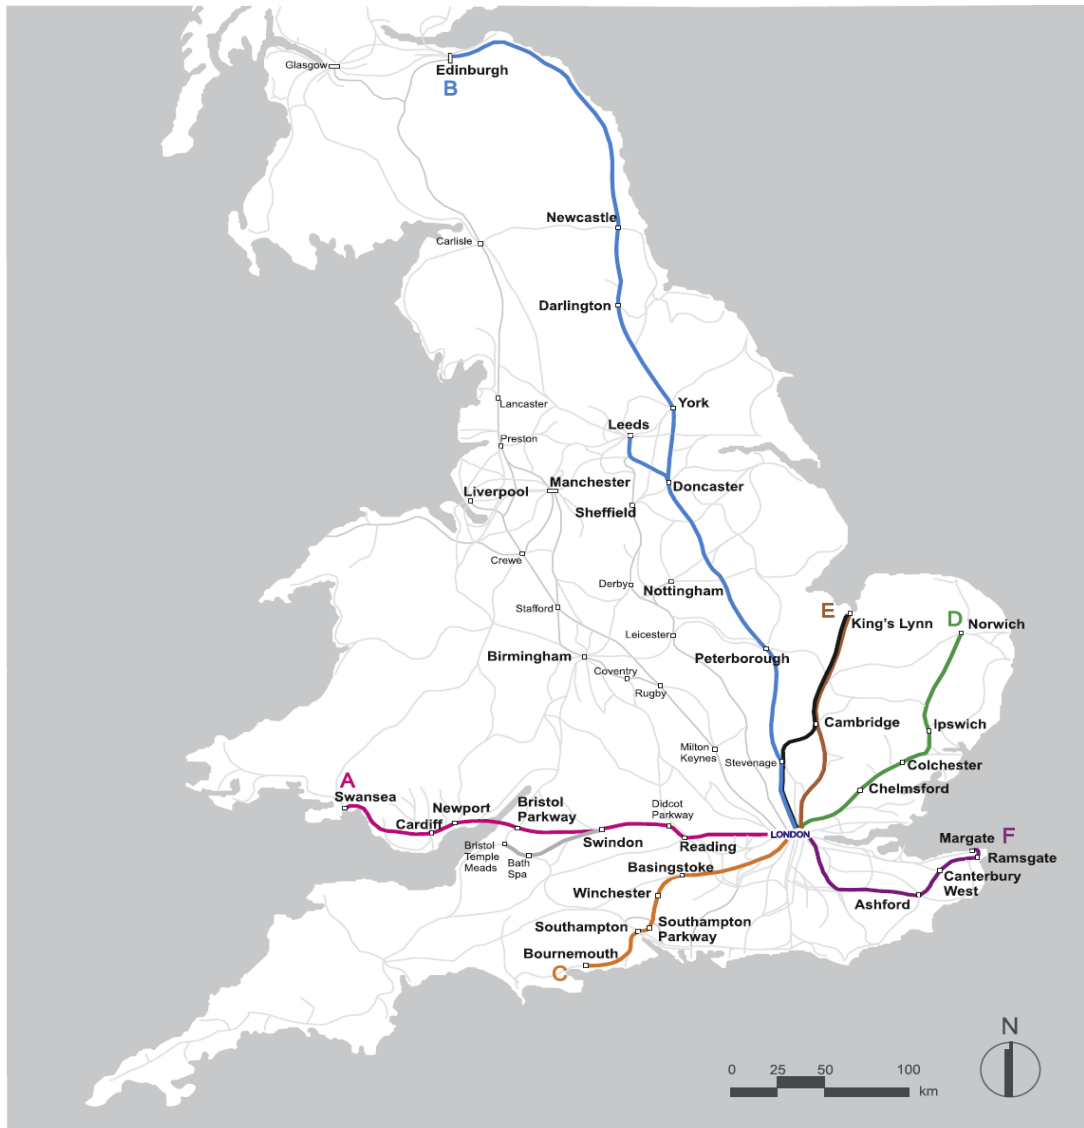 Glasgow
Edinburgh
B
Newcastle
Carlisle
Darlington
York
Lancaster
Leeds
Preston
Manchester
Doncaster
Liverpool
Sheffield
Crewe
Derby
Nottingham
Stafford
E
King's Lynn
D
Norwich
Leicester
Birmingham
Peterborough
Coventry
Rugby
Cambridge
Ipswich
Milton
Keynes
Stevenage
Colchester
A
Swansea
Chelmsford
Newport
Bristol
Parkway
Didcot
Parkway
Cardiff
LONDON
Margate
F
Bristol
Temple
Meads
Bath
Spa
Swindon
Reading
Ramsgate
Basingstoke
Canterbury
West
Winchester
Ashford
Southampton
Southampton
Parkway
Bournemouth
C
N
0 25 50 100
km